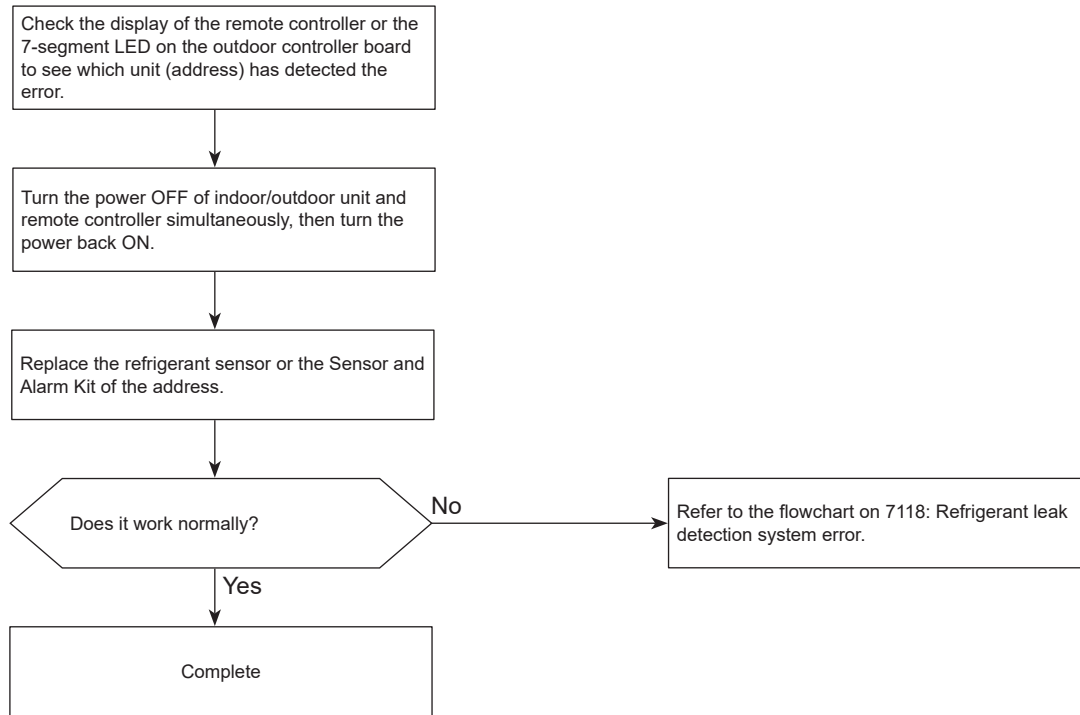 Check the display of the remote controller or the
7-segment LED on the outdoor controller board
to see which unit (address) has detected the
error.
Turn the power OFF of indoor/outdoor unit and
remote controller simultaneously, then turn the
power back ON.
Replace the refrigerant sensor or the Sensor and
Alarm Kit of the address.
Does it work normally?
No
Refer to the flowchart on 7118: Refrigerant leak
detection system error.
Yes
Complete